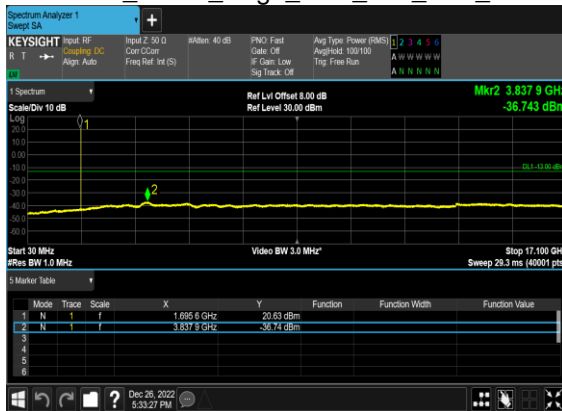 Spectrum Analyzer 1
Swept SA
+
KEYSIGHT Input: RF Input Z: 50 Ω #Atten: 40 dB PNO: Fast Avg Type: Power (RMS) 1 2 3 4 5 6
R T Coupling: DC Corr CCorr Gate: Off Avg|Hold: 100/100 A W W W W W
Align: Auto Freq Ref: Int (S) IF Gain: Low Trig: Free Run
Sig Track: Off A N N N N N
1 Spectrum Ref Lvl Offset 8.00 dB Mkr2 3.837 9 GHz
Scale/Div 10 dB Ref Level 30.00 dBm -36.743 dBm
Log
1
20.0
10.0
0.00
-10.0 DL1 -13.00 dBm
-20.0
-30.0
2
-40.0
-50.0
-60.0
Start 30 MHz Video BW 3.0 MHz* Stop 17.100 GHz
#Res BW 1.0 MHz Sweep 29.3 ms (40001 pts)
5 Marker Table
Mode Trace Scale X Y Function Function Width Function Value
1 N 1 f 1.695 6 GHz 20.63 dBm
2 N 1 f 3.837 9 GHz -36.74 dBm
3
4
5
6
? Dec 26, 2022
5:33:27 PM